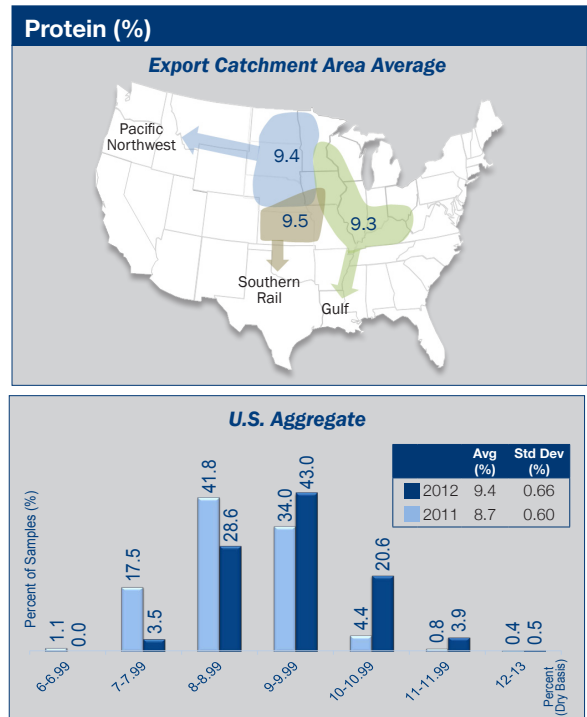 Protein (%)
Export Catchment Area Average
Pacific
Northwest
9.4
9.5
9.3
Southern
Rail
Gulf
U.S. Aggregate
Avg
(%)
Std Dev
(%)
2012 9.4 0.66
2011 8.7 0.60
Percent of Samples (%)
1.1
0.0
17.5
3.5
41.8
28.6
34.0
43.0
4.4
20.6
0.8
3.9
0.4
0.5
6-6.99
7-7.99
8-8.99
9-9.99
10-10.99
11-11.99
12-13
Percent
(Dry Basis)